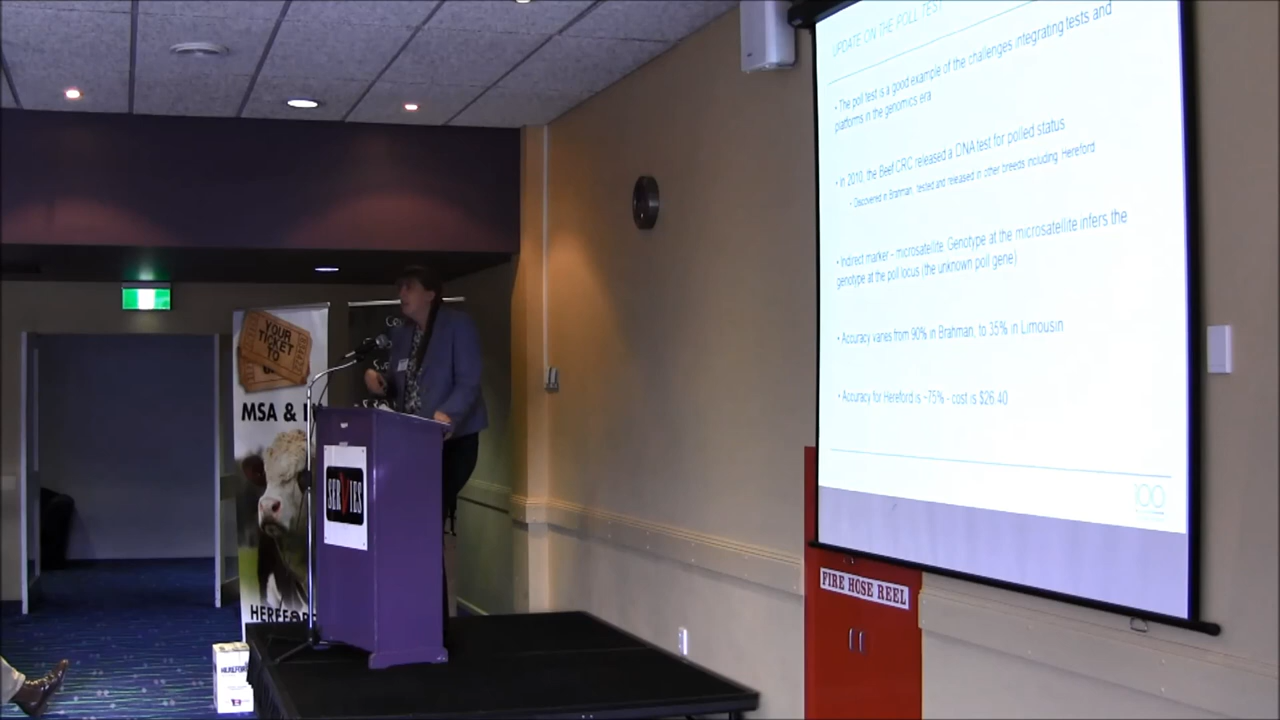 UPDATE ON THE POLL TEST
• The poll test is a good example of the challenges integrating tests and
platforms in the genomics era
• In 2010, the Beef CRC released a DNA test for polled status
- Discovered in Brahman, tested and released in other breeds including Hereford
• Indirect marker - microsatellite. Genotype at the microsatellite infers the
genotype at the poll locus (the unknown poll gene)
• Accuracy varies from 90% in Brahman, to 35% in Limousin
• Accuracy for Hereford is ~75% - cost is $26.40
100
YOUR
TICKET
TO
MSA &
SERVIES
FIRE HOSE REEL